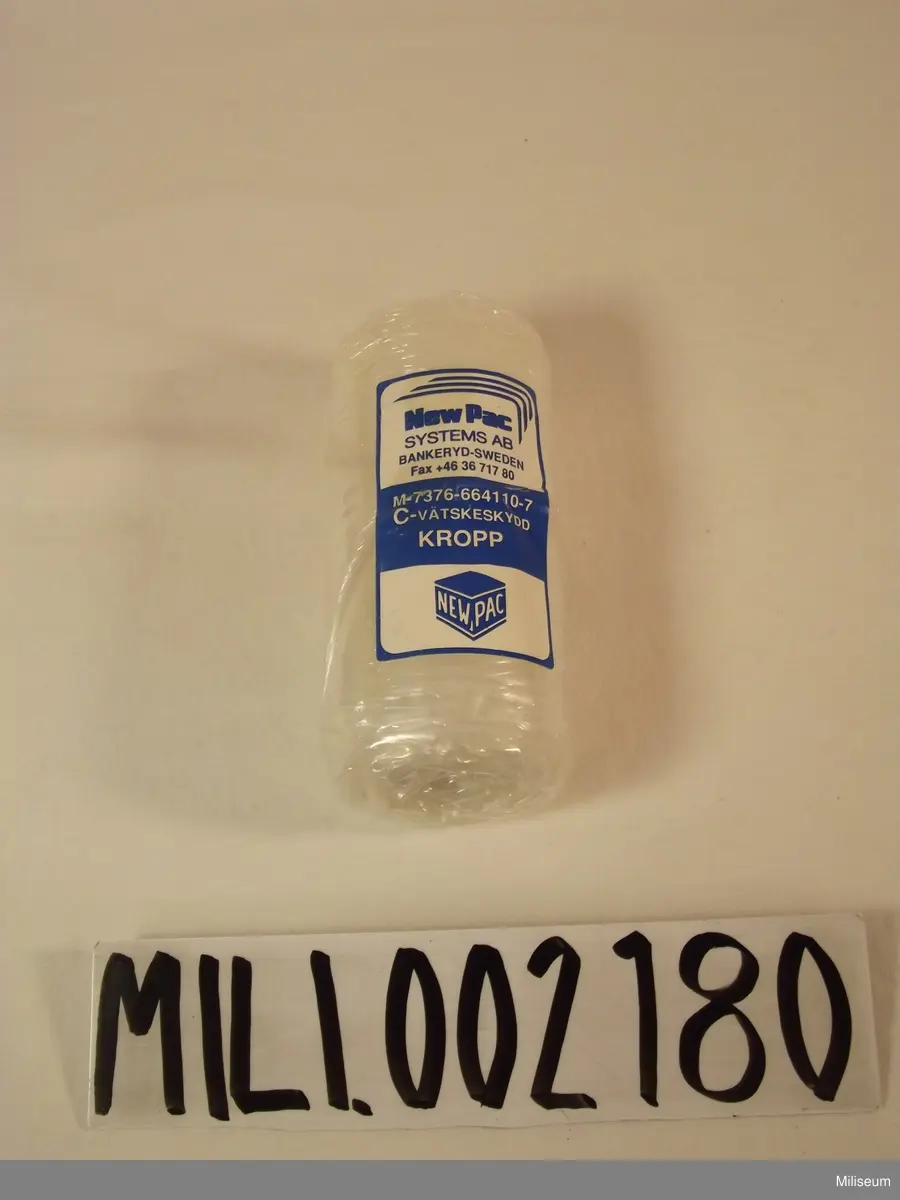 New Pac
SYSTEMS AB
BANKERYD-SWEDEN
Fax +46 36 717 80
M-7376-664110-7
C-VÄTSKESKYDD
KROPP
NEW PAC
MILI.002180
Miliseum